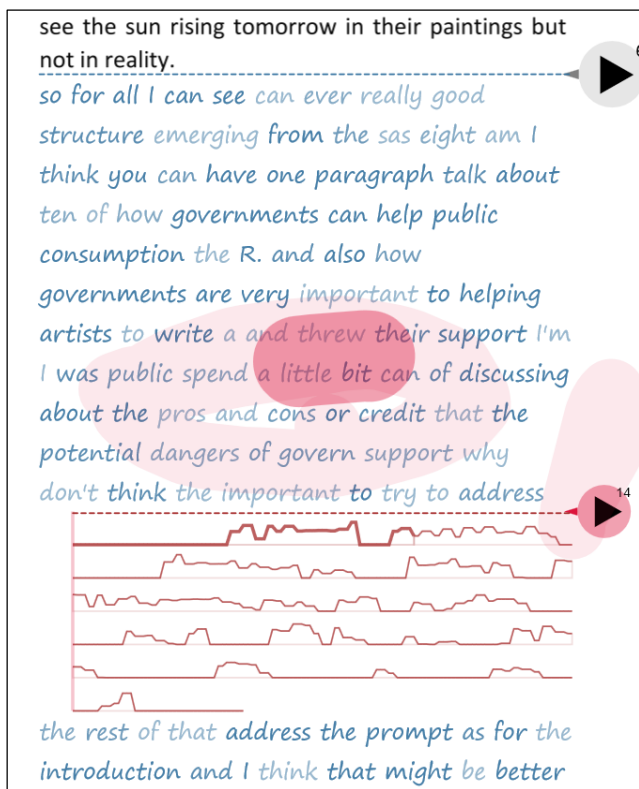 see the sun rising tomorrow in their paintings but
not in reality.
6
so for all I can see can ever really good
structure emerging from the sas eight am I
think you can have one paragraph talk about
ten of how governments can help public
consumption the R. and also how
governments are very important to helping
artists to write a and threw their support I'm
I was public spend a little bit can of discussing
about the pros and cons or credit that the
potential dangers of govern support why
don't think the important to try to address
14
the rest of that address the prompt as for the
introduction and I think that might be better